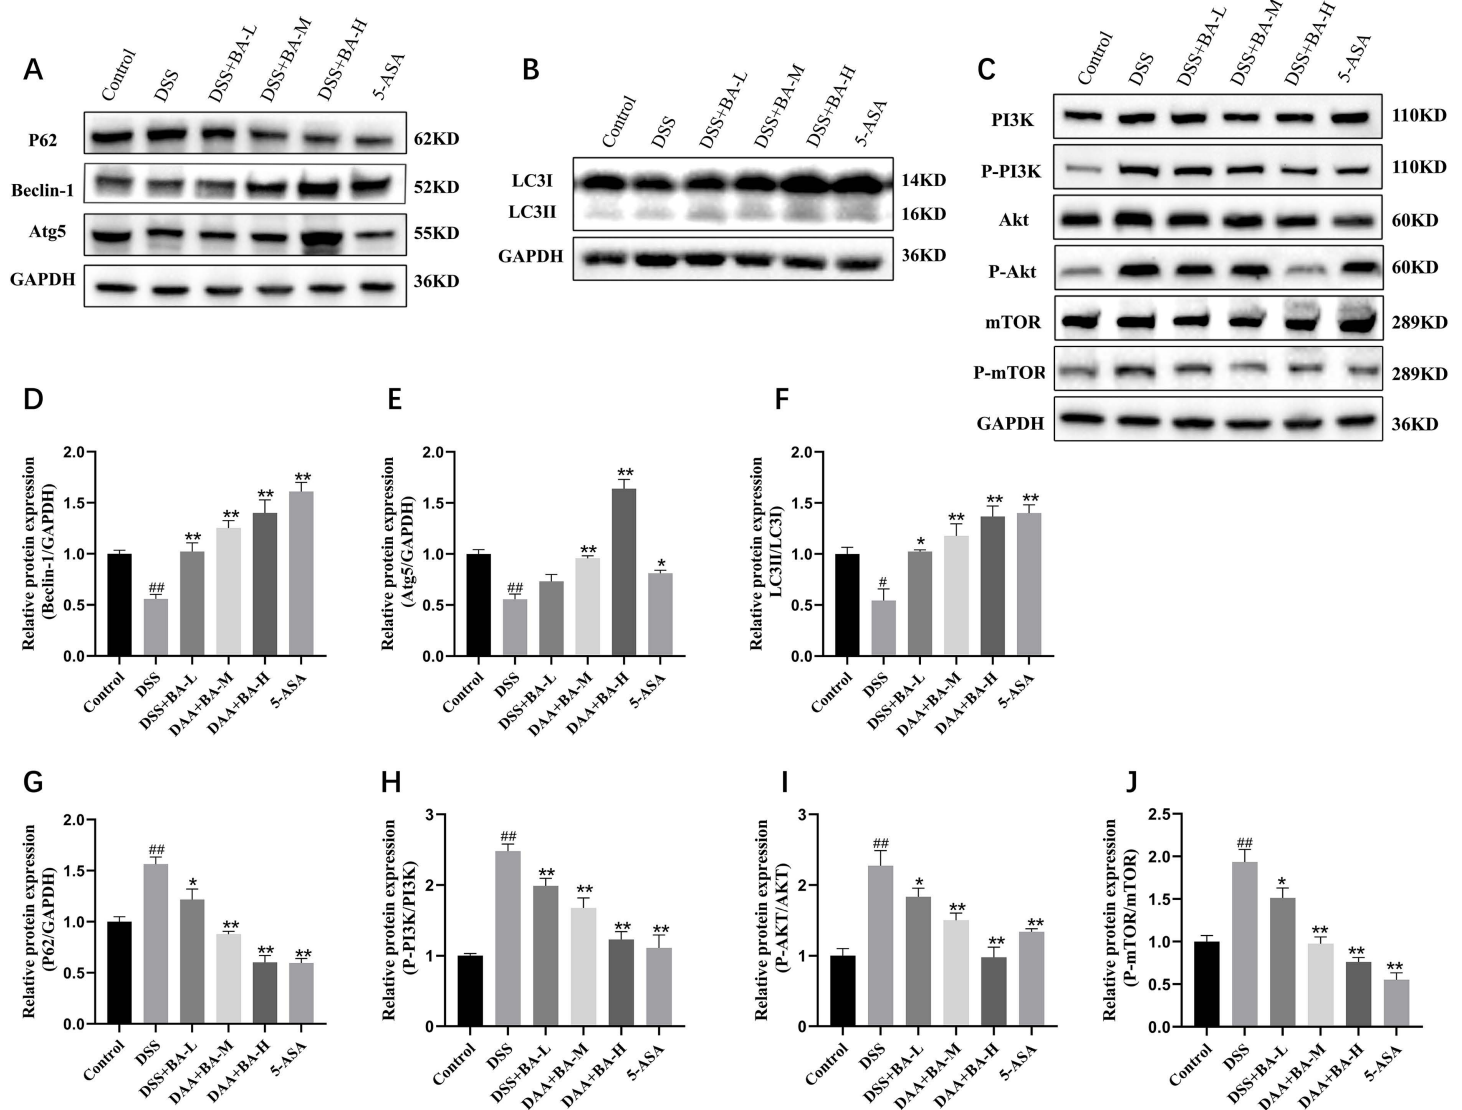 A
Control
DSS
DSS+BA-L
DSS+BA-M
DSS+BA-H
5-ASA
P62
62KD
Beclin-1
52KD
Atg5
55KD
GAPDH
36KD
B
Control
DSS
DSS+BA-L
DSS+BA-M
DSS+BA-H
5-ASA
LC3I
14KD
LC3II
16KD
GAPDH
36KD
C
Control
DSS
DSS+BA-L
DSS+BA-M
DSS+BA-H
5-ASA
PI3K
110KD
P-PI3K
110KD
Akt
60KD
P-Akt
60KD
mTOR
289KD
P-mTOR
289KD
GAPDH
36KD
D
Relative protein expression
(Beclin-1/GAPDH)
2.0
1.5
1.0
0.5
0.0
##
**
**
**
**
Control
DSS
DSS+BA-L
DAA+BA-M
DAA+BA-H
5-ASA
E
Relative protein expression
(Atg5/GAPDH)
2.0
1.5
1.0
0.5
0.0
##
**
**
*
Control
DSS
DSS+BA-L
DAA+BA-M
DAA+BA-H
5-ASA
F
Relative protein expression
LC3II/LC3I)
2.0
1.5
1.0
0.5
0.0
#
*
**
**
**
Control
DSS
DSS+BA-L
DAA+BA-M
DAA+BA-H
5-ASA
G
Relative protein expression
(P62/GAPDH)
2.0
1.5
1.0
0.5
0.0
##
*
**
**
**
Control
DSS
DSS+BA-L
DAA+BA-M
DAA+BA-H
5-ASA
H
Relative protein expression
(P-PI3K/PI3K)
3
2
1
0
##
**
**
**
**
Control
DSS
DSS+BA-L
DAA+BA-M
DAA+BA-H
5-ASA
I
Relative protein expression
(P-AKT/AKT)
3
2
1
0
##
*
**
**
**
Control
DSS
DSS+BA-L
DAA+BA-M
DAA+BA-H
5-ASA
J
Relative protein expression
(P-mTOR/mTOR)
2.5
2.0
1.5
1.0
0.5
0.0
##
*
**
**
**
Control
DSS
DSS+BA-L
DAA+BA-M
DAA+BA-H
5-ASA